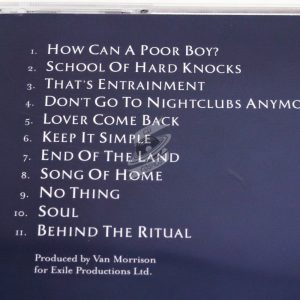 1. HOW CAN A POOR BOY?
2. SCHOOL OF HARD KNOCKS
3. THAT'S ENTRAINMENT
4. DON'T GO TO NIGHTCLUBS ANYMO
5. LOVER COME BACK
6. KEEP IT SIMPLE
7. END OF THE LAND
8. SONG OF HOME
9. NO THING
10. SOUL
11. BEHIND THE RITUAL
Produced by Van Morrison
for Exile Productions Ltd.